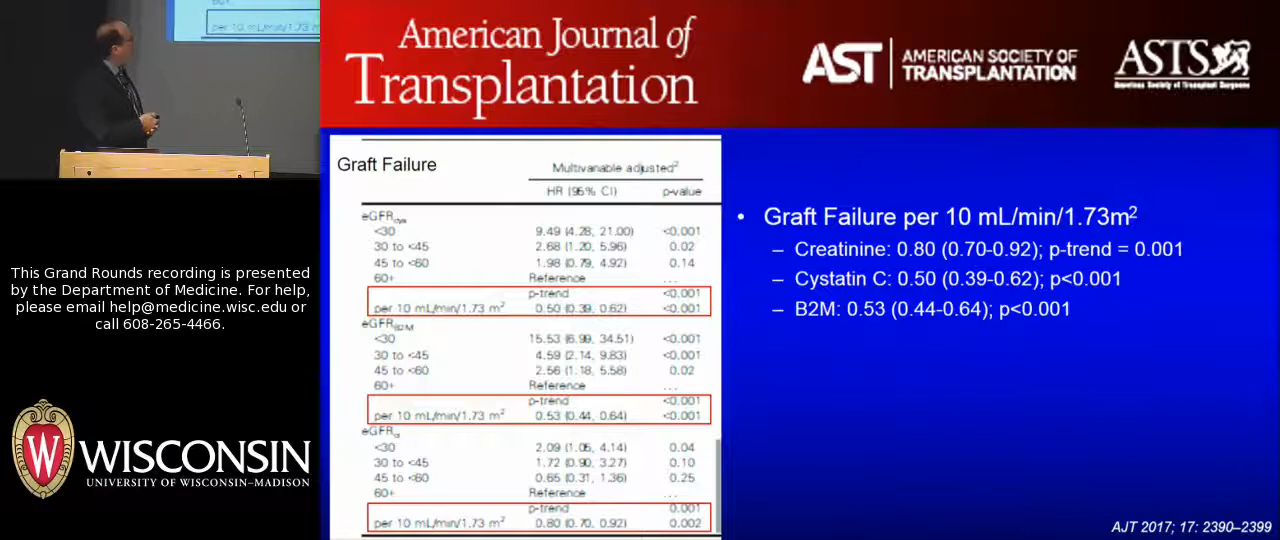 per 10 mL/min/1.73 m
This Grand Rounds recording is presented
by the Department of Medicine. For help,
please email help@medicine.wisc.edu or
call 608-265-4466.
W
WISCONSIN
UNIVERSITY OF WISCONSIN–MADISON
American Journal of
Transplantation
AST
AMERICAN SOCIETY OF
TRANSPLANTATION
ASTS
American Society of Transplant Surgeons
Graft Failure
Multivariable adjusted²
HR (95% CI) p-value
eGFRcys
<30 9.49 (4.28, 21.00) <0.001
30 to <45 2.68 (1.20, 5.96) 0.02
45 to <60 1.98 (0.79, 4.92) 0.14
60+ Reference ...
p-trend <0.001
per 10 mL/min/1.73 m² 0.50 (0.39, 0.62) <0.001
eGFRB2M
<30 15.53 (6.99, 34.51) <0.001
30 to <45 4.59 (2.14, 9.83) <0.001
45 to <60 2.56 (1.18, 5.58) 0.02
60+ Reference ...
p-trend <0.001
per 10 mL/min/1.73 m² 0.53 (0.44, 0.64) <0.001
eGFRcr
<30 2.09 (1.05, 4.14) 0.04
30 to <45 1.72 (0.90, 3.27) 0.10
45 to <60 0.65 (0.31, 1.36) 0.25
60+ Reference ...
p-trend 0.001
per 10 mL/min/1.73 m² 0.80 (0.70, 0.92) 0.002
• Graft Failure per 10 mL/min/1.73m²
– Creatinine: 0.80 (0.70-0.92); p-trend = 0.001
– Cystatin C: 0.50 (0.39-0.62); p<0.001
– B2M: 0.53 (0.44-0.64); p<0.001
AJT 2017; 17: 2390–2399